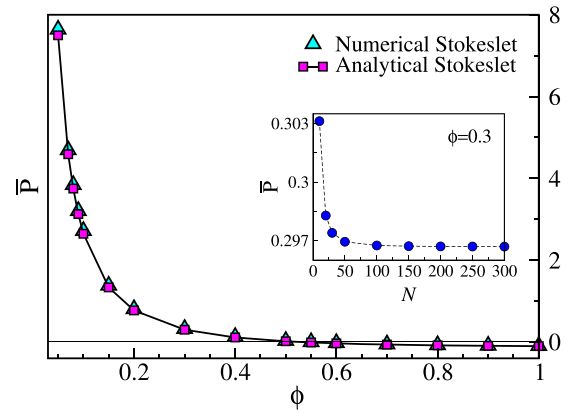 8
Numerical Stokeslet
Analytical Stokeslet
6
0.303
ϕ=0.3
P̅
0.3
P̅
4
0.297
0 50 100 150 200 250 300
2
N
0
0.2 0.4 0.6 0.8 1
ϕ